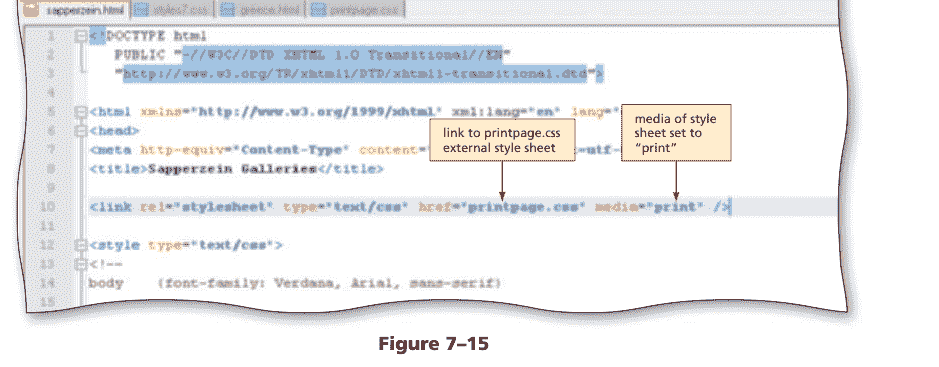 sapperzein.html styles7.css greece.html printpage.css
1 <!DOCTYPE html
2 PUBLIC "-//W3C//DTD XHTML 1.0 Transitional//EN"
3 "http://www.w3.org/TR/xhtml1/DTD/xhtml1-transitional.dtd">
4
5 <html xmlns="http://www.w3.org/1999/xhtml" xml:lang="en" lang="
6 <head>
7 <meta http-equiv="Content-Type" content= =utf-
8 <title>Sapperzein Galleries</title>
9
10 <link rel="stylesheet" type="text/css" href="printpage.css" media="print" />
11
12 <style type="text/css">
13 <!--
14 body {font-family: Verdana, Arial, sans-serif}
15
link to printpage.css
external style sheet
media of style
sheet set to
“print”
Figure 7–15